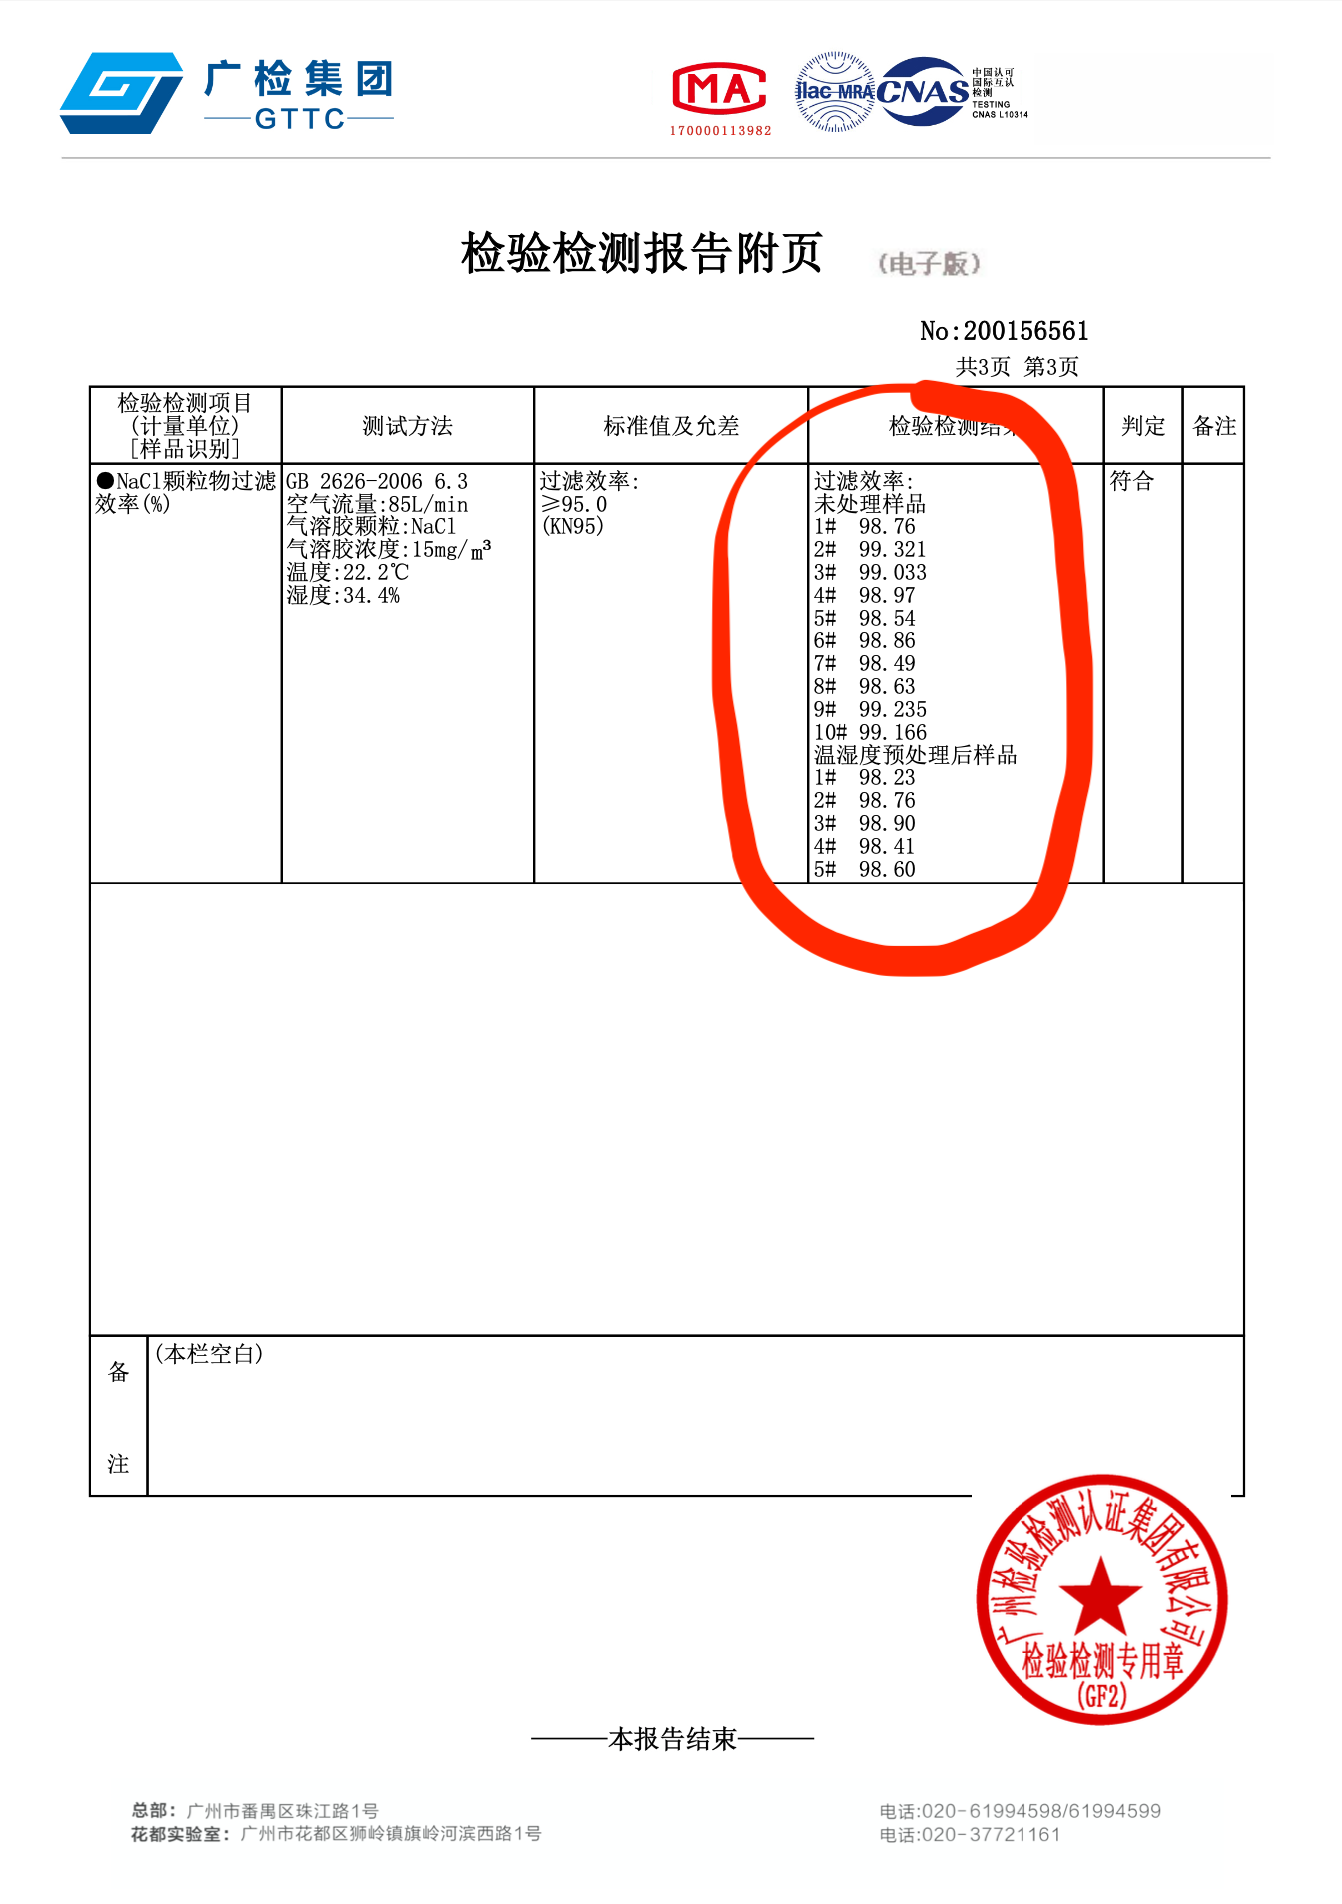 广检集团
GTTC
MA
170000113982
ilac-MRA
CNAS
中国认可
国际互认
检测
TESTING
CNAS L10314
检验检测报告附页 (电子版)
No:200156561
共3页 第3页
检验检测项目
(计量单位)
[样品识别]
测试方法
标准值及允差
检验检测结果
判定
备注
●NaCl颗粒物过滤
效率(%)
GB 2626-2006 6.3
空气流量:85L/min
气溶胶颗粒:NaCl
气溶胶浓度:15mg/m³
温度:22.2℃
湿度:34.4%
过滤效率:
≥95.0
(KN95)
过滤效率:
未处理样品
1# 98.76
2# 99.321
3# 99.033
4# 98.97
5# 98.54
6# 98.86
7# 98.49
8# 98.63
9# 99.235
10# 99.166
温湿度预处理后样品
1# 98.23
2# 98.76
3# 98.90
4# 98.41
5# 98.60
符合
备注
(本栏空白)
广州检验检测认证集团有限公司
检验检测专用章
(GF2)
———本报告结束———
总部：广州市番禺区珠江路1号
花都实验室：广州市花都区狮岭镇旗岭河滨西路1号
电话:020-61994598/61994599
电话:020-37721161